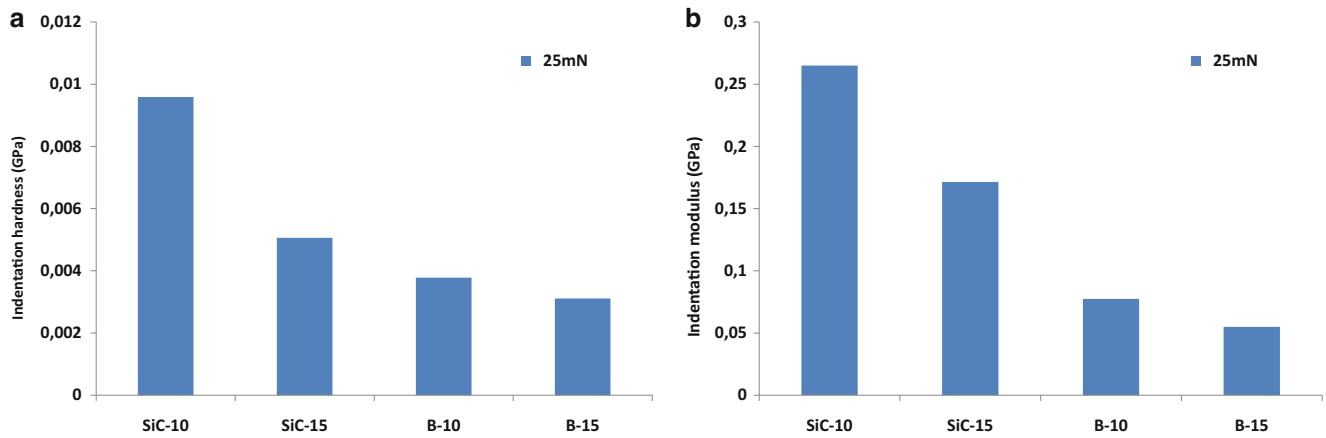 a
0,012
0,01
0,008
0,006
0,004
0,002
0
Indentation hardness (GPa)
25mN
SiC-10 SiC-15 B-10 B-15
b
0,3
0,25
0,2
0,15
0,1
0,05
0
Indentation modulus (GPa)
25mN
SiC-10 SiC-15 B-10 B-15